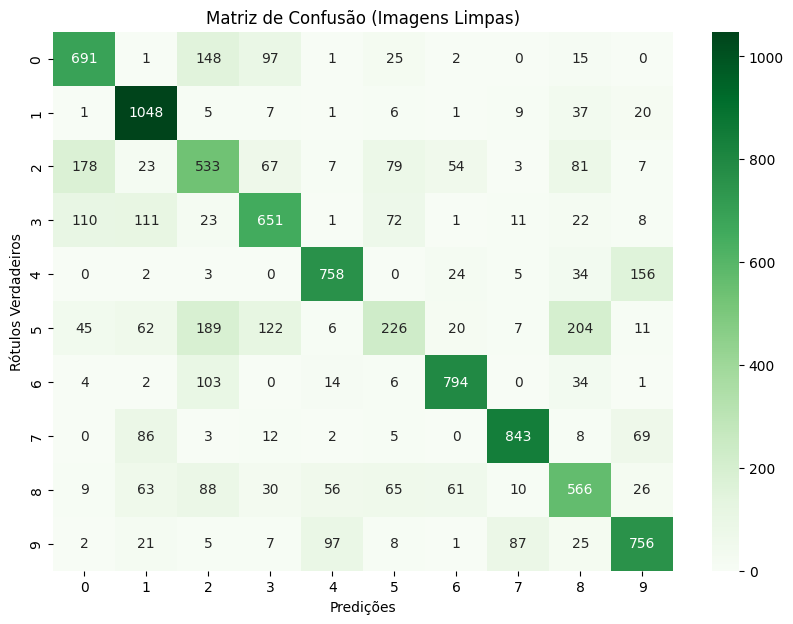 Matriz de Confusão (Imagens Limpas)
0 691 1 148 97 1 25 2 0 15 0
1 1 1048 5 7 1 6 1 9 37 20
2 178 23 533 67 7 79 54 3 81 7
3 110 111 23 651 1 72 1 11 22 8
4 0 2 3 0 758 0 24 5 34 156
5 45 62 189 122 6 226 20 7 204 11
6 4 2 103 0 14 6 794 0 34 1
7 0 86 3 12 2 5 0 843 8 69
8 9 63 88 30 56 65 61 10 566 26
9 2 21 5 7 97 8 1 87 25 756
0 1 2 3 4 5 6 7 8 9
Predições
Rótulos Verdadeiros
1000
800
600
400
200
0